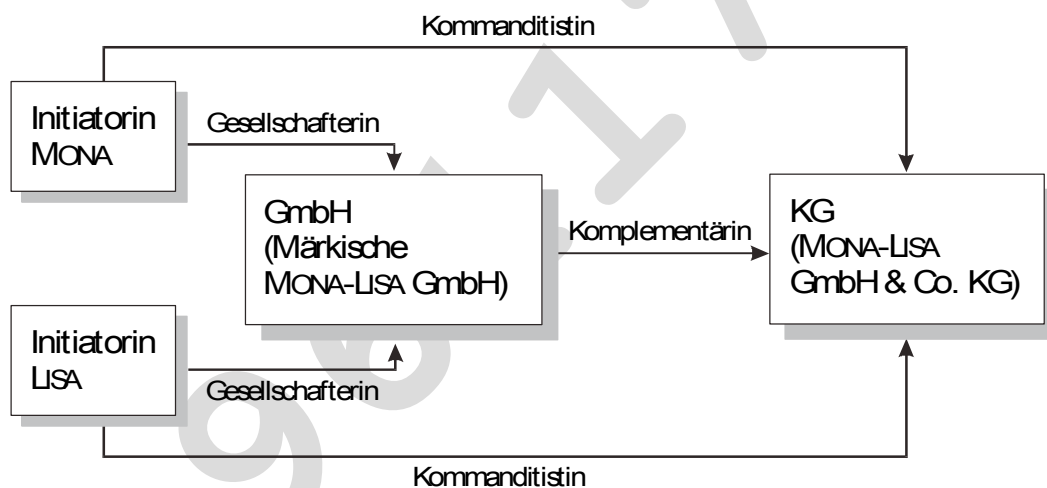 Kommanditistin
Initiatorin
MONA
Gesellschafterin
GmbH
(Märkische
MONA-LISA GmbH)
Komplementärin
KG
(MONA-LISA
GmbH & Co. KG)
Initiatorin
LISA
Gesellschafterin
Kommanditistin